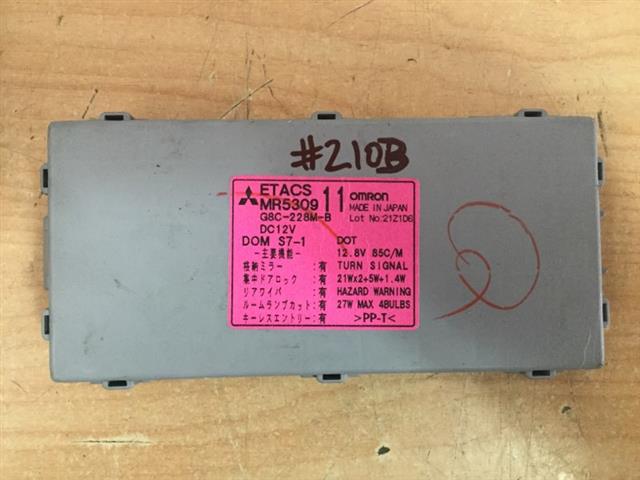 #210B
ETACS
MR530911 OMRON
G8C-228M-B MADE IN JAPAN
DC12V Lot No:21Z1D6
DOM S7-1 DOT
-主要機能- 12.8V 85C/M
格納ミラー:有 TURN SIGNAL
集中ドアロック:有 21W×2+5W+1.4W
リアワイパ:有 HAZARD WARNING
ルームランプカット:有 27W MAX 4BULBS
キーレスエントリー:有 >PP-T<